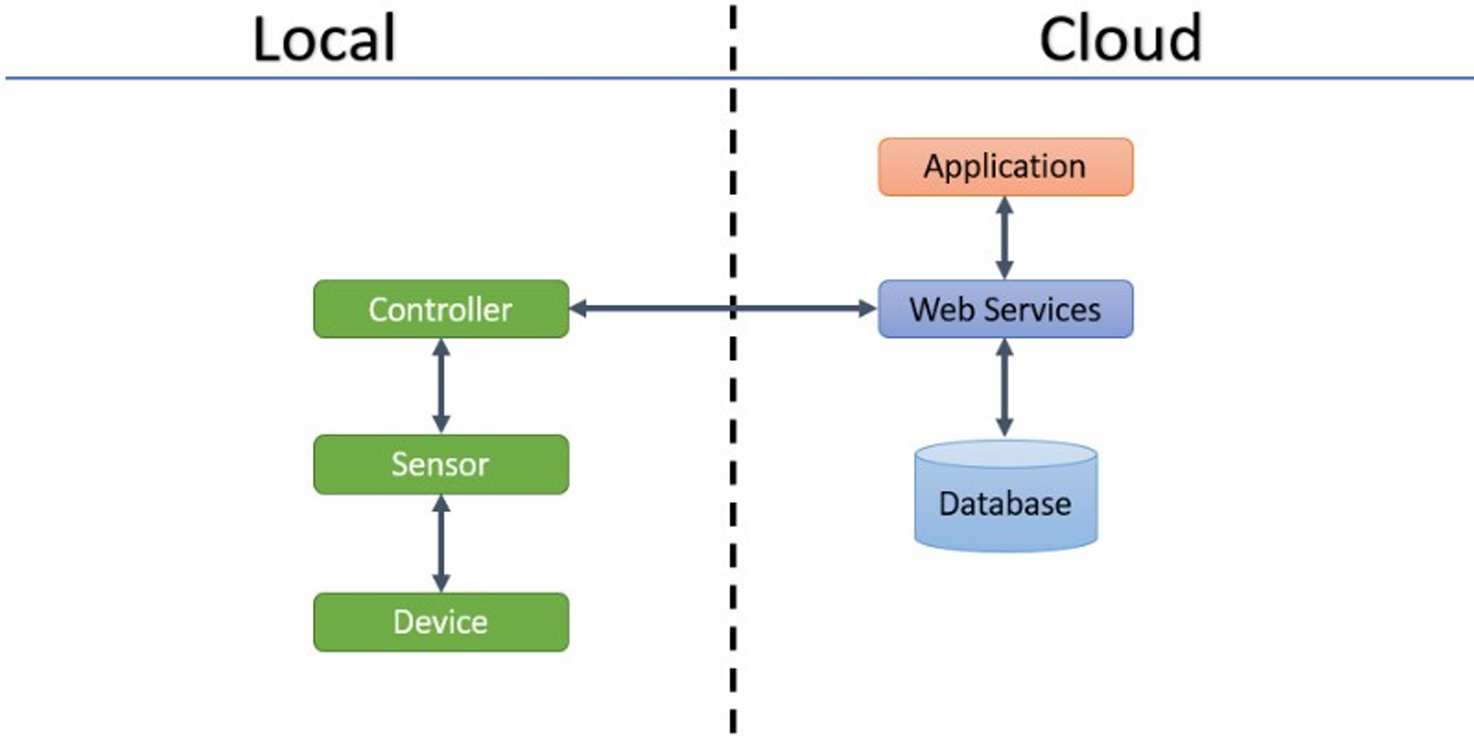 Local
Cloud
Application
Controller
Web Services
Sensor
Database
Device